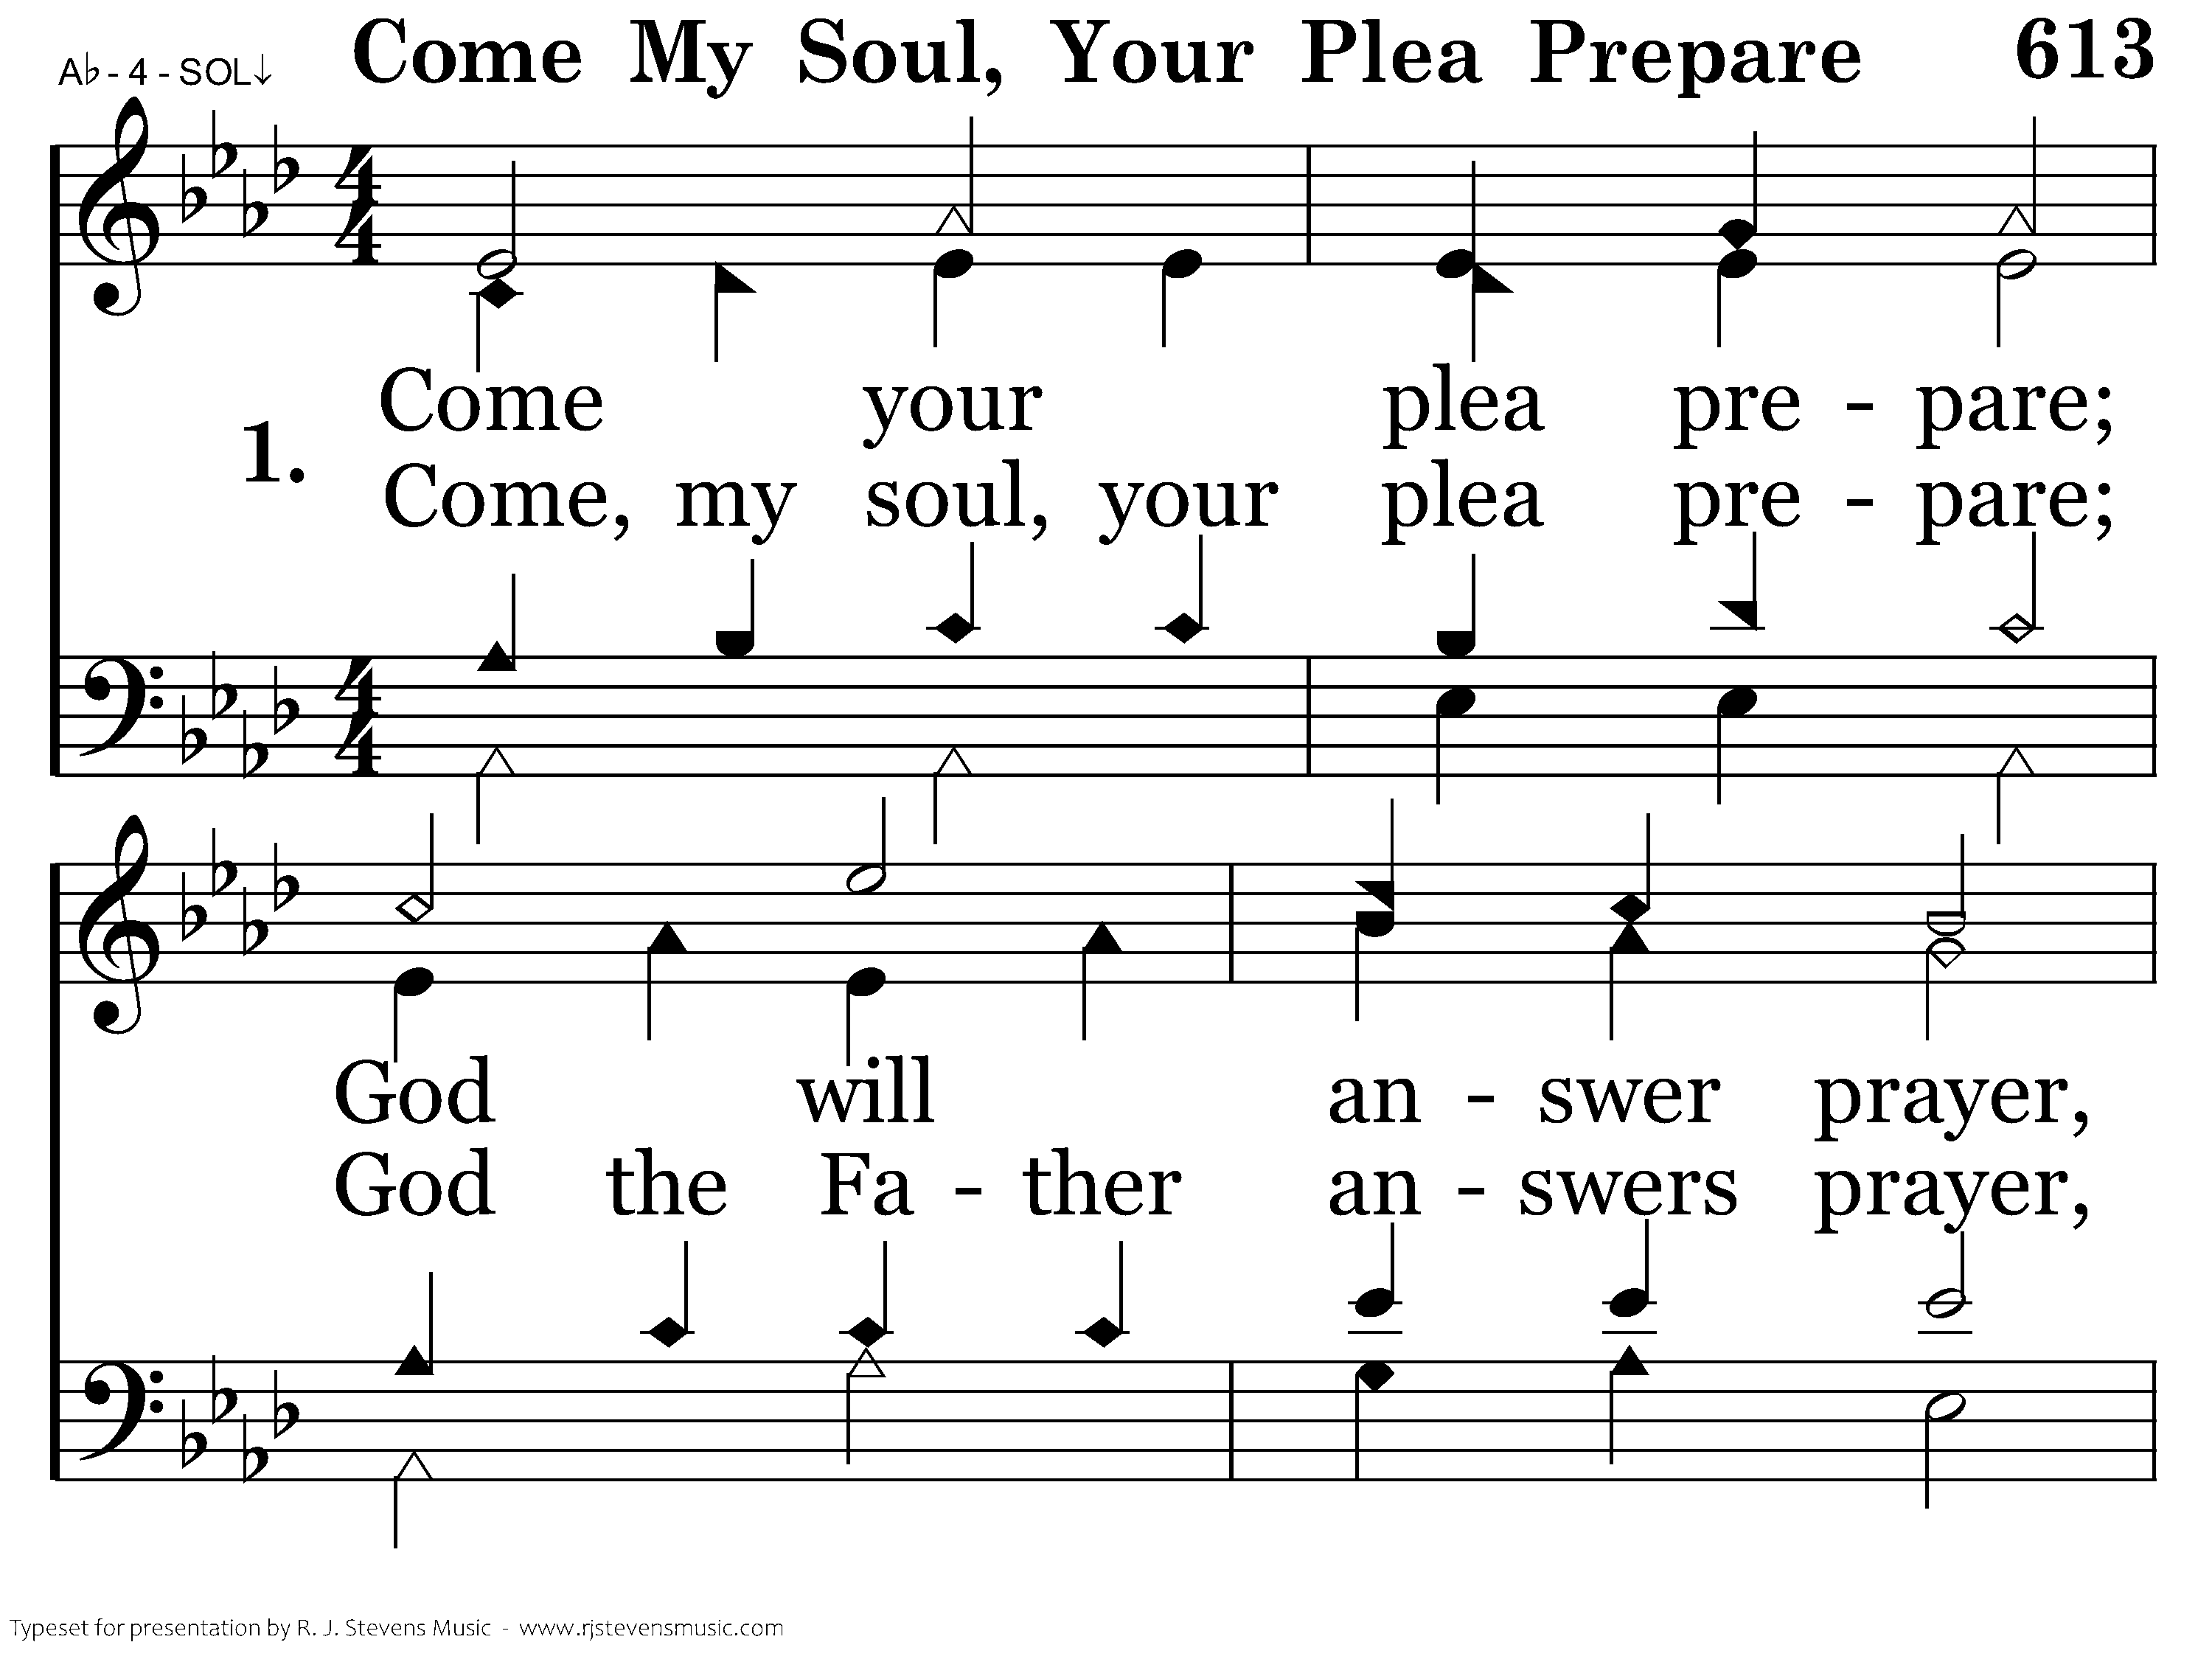 A♭ - 4 - SOL↓ Come My Soul, Your Plea Prepare 613
Come your plea pre - pare;
1.
Come, my soul, your plea pre - pare;
God will an - swer prayer,
God the Fa - ther an - swers prayer,
Typeset for presentation by R. J. Stevens Music - www.rjstevensmusic.com